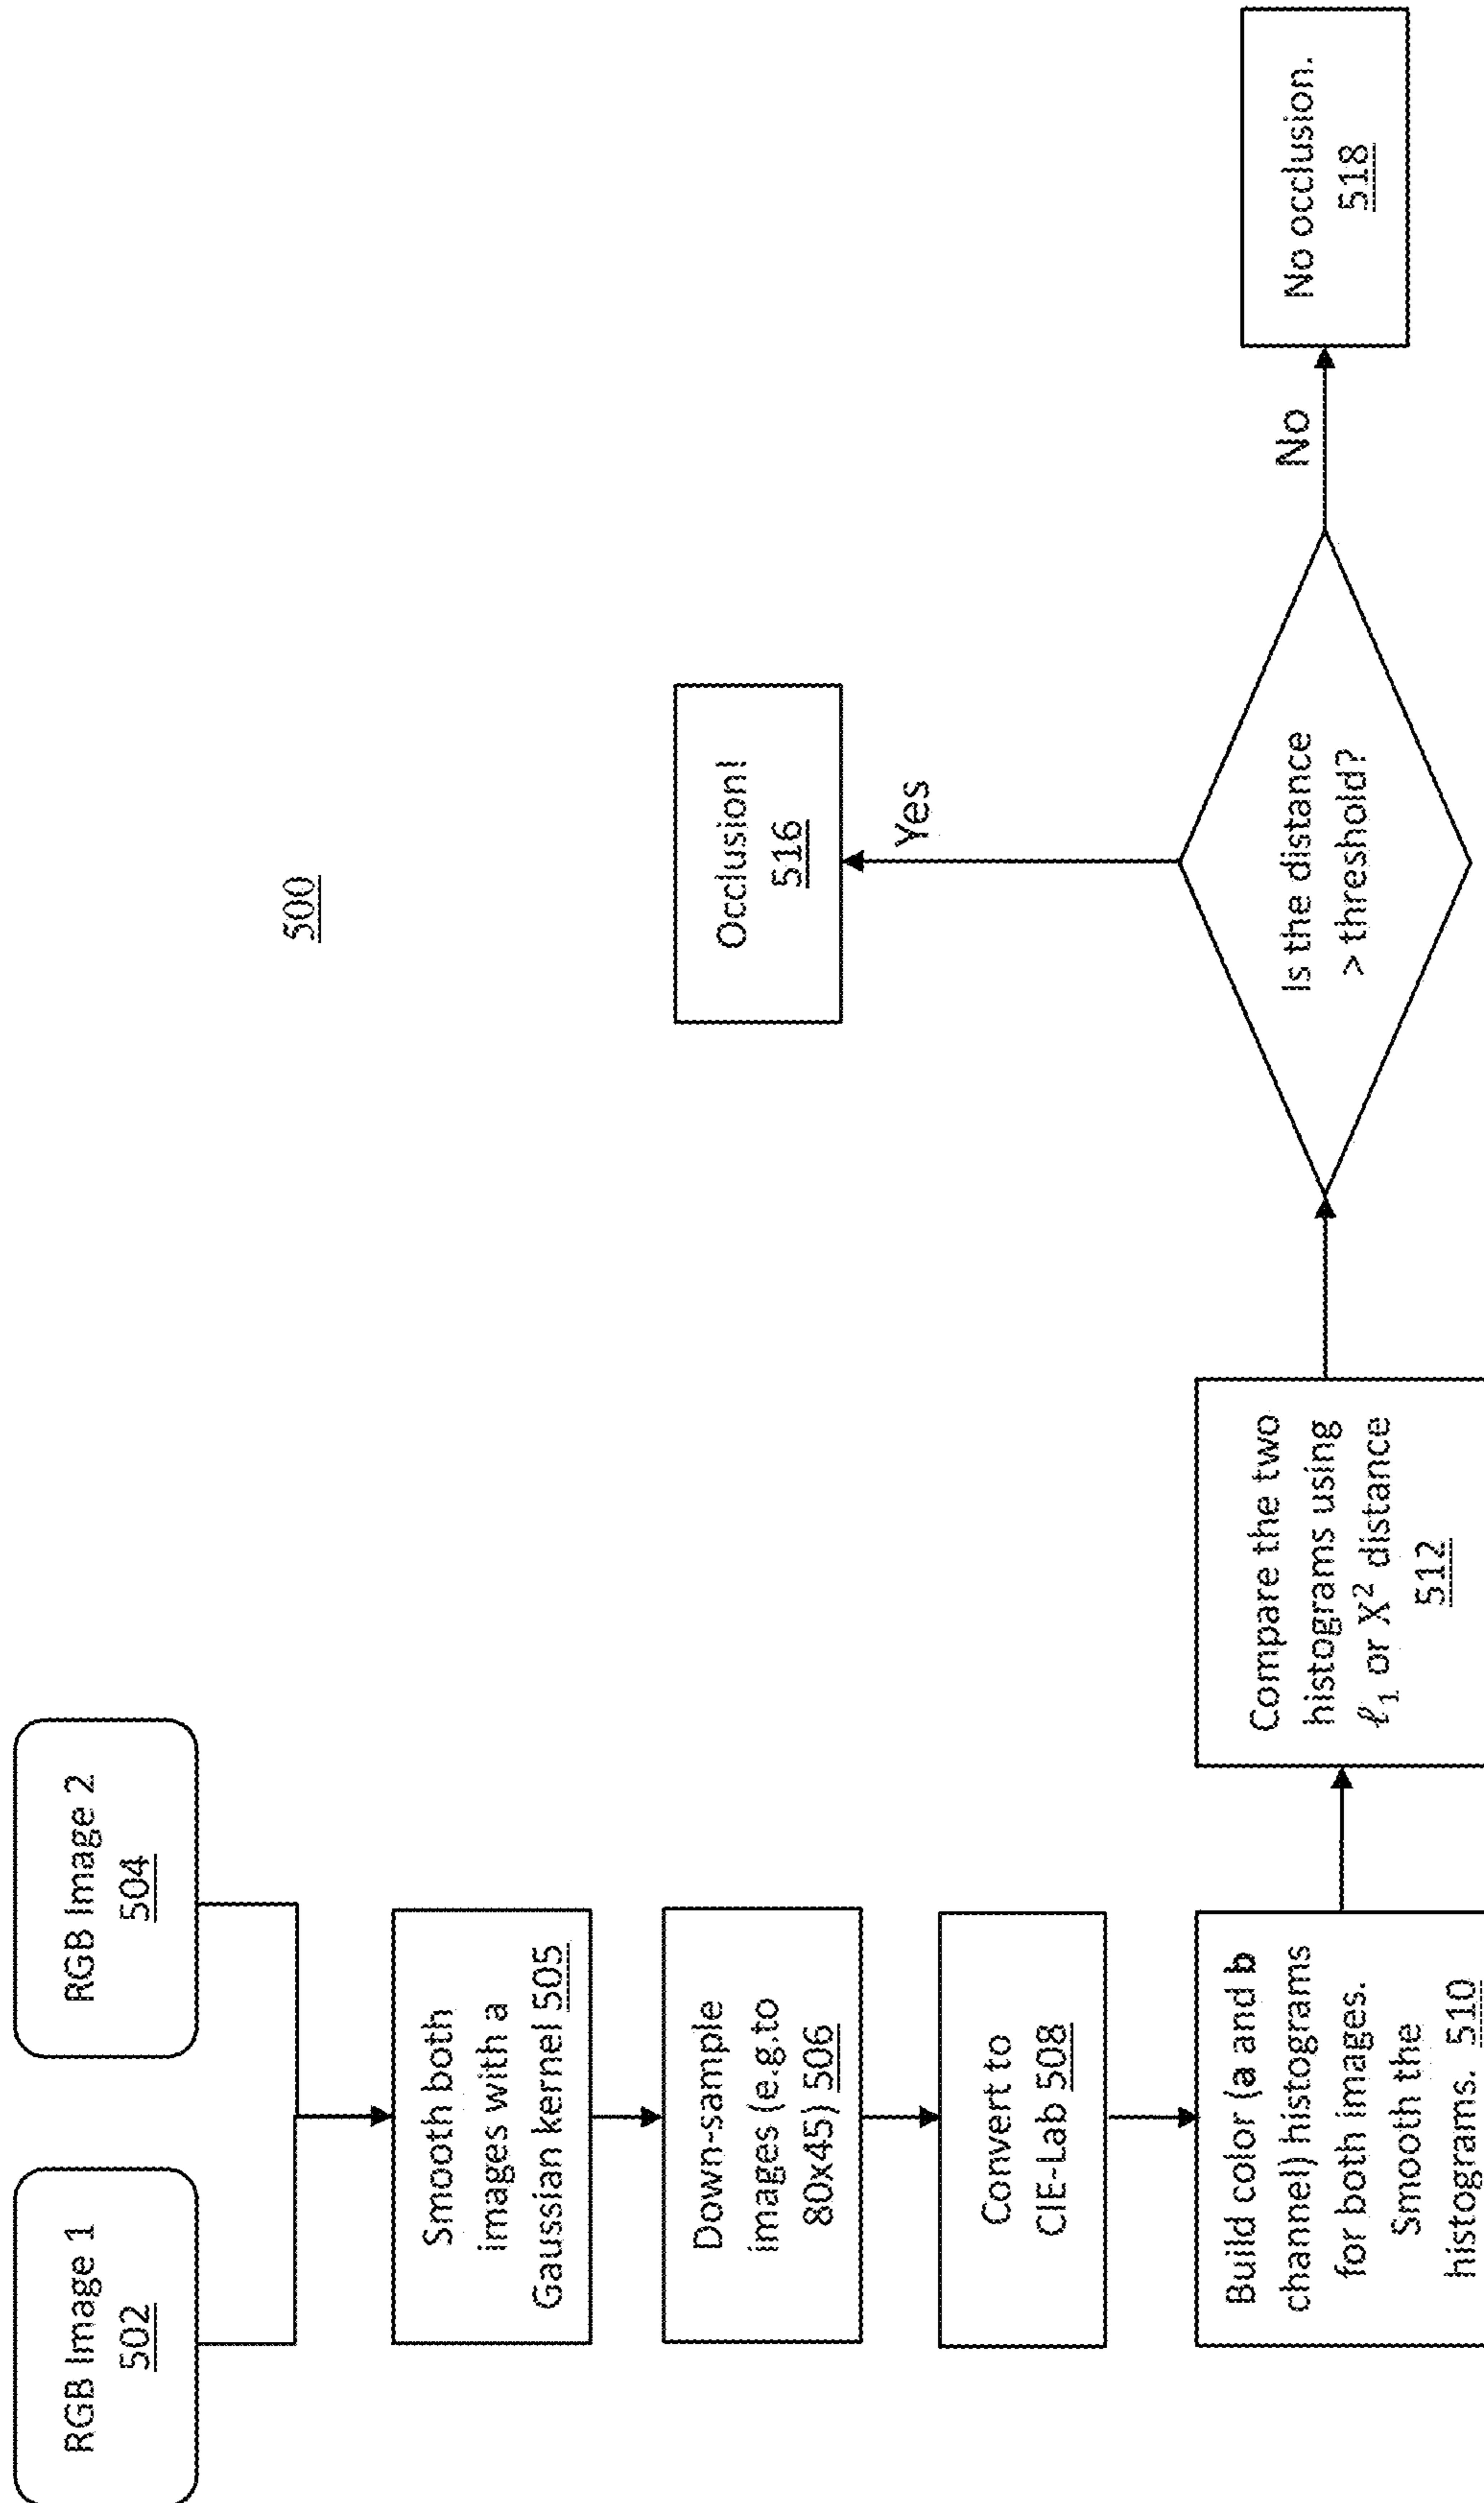 500
RGB Image 1
502
RGB Image 2
504
Smooth both
images with a
Gaussian kernel 505
Down-sample
images (e.g.to
80x45) 506
Convert to
CIE-Lab 508
Build color (a and b
channel) histograms
for both images.
Smooth the
histograms. 510
Compare the two
histograms using
ℓ₁ or X² distance
512
Is the distance
> threshold?
Yes
Occlusion!
516
No
No occlusion.
518